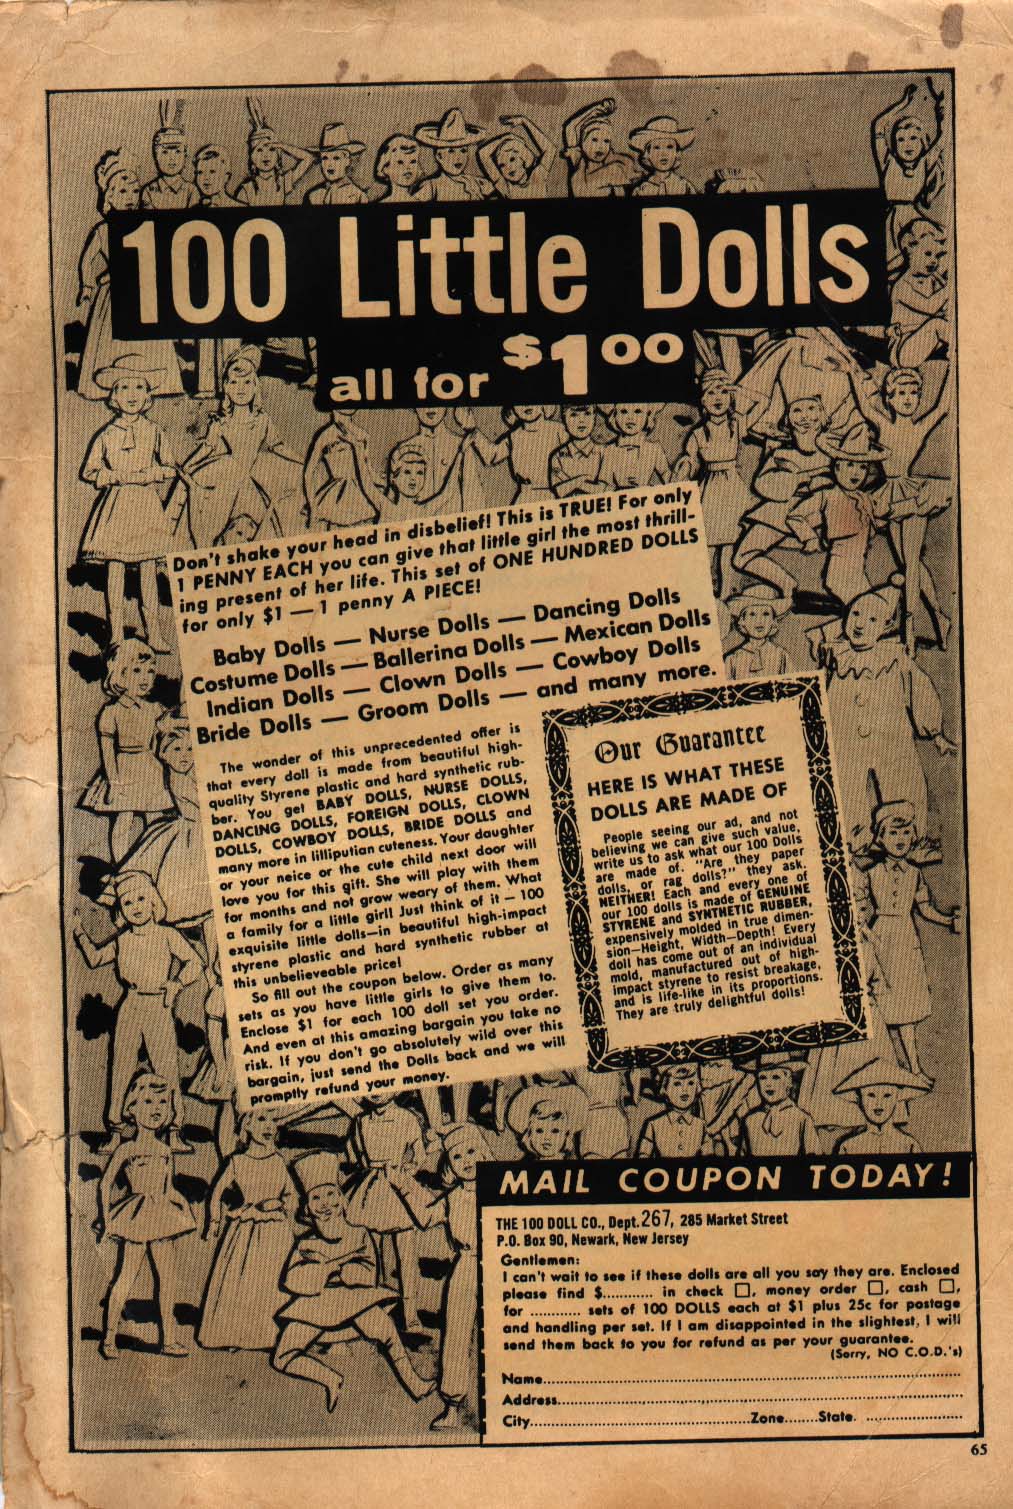 100 Little Dolls
all for $1.00
Don't shake your head in disbelief! This is TRUE! For only
1 PENNY EACH you can give that little girl the most thrill-
ing present of her life. This set of ONE HUNDRED DOLLS
for only $1 — 1 penny A PIECE!
Baby Dolls — Nurse Dolls — Dancing Dolls
Costume Dolls — Ballerina Dolls — Mexican Dolls
Indian Dolls — Clown Dolls — Cowboy Dolls
Bride Dolls — Groom Dolls — and many more.
The wonder of this unprecedented offer is
that every doll is made from beautiful high-
quality Styrene plastic and hard synthetic rub-
ber. You get BABY DOLLS, NURSE DOLLS,
DANCING DOLLS, FOREIGN DOLLS, CLOWN
DOLLS, COWBOY DOLLS, BRIDE DOLLS and
many more in lilliputian cuteness. Your daughter
or your neice or the cute child next door will
love you for this gift. She will play with them
for months and not grow weary of them. What
a family for a little girl! Just think of it — 100
exquisite little dolls—in beautiful high-impact
styrene plastic and hard synthetic rubber at
this unbelieveable price!
So fill out the coupon below. Order as many
sets as you have little girls to give them to.
Enclose $1 for each 100 doll set you order.
And even at this amazing bargain you take no
risk. If you don't go absolutely wild over this
bargain, just send the Dolls back and we will
promptly refund your money.
Our Guarantee
HERE IS WHAT THESE
DOLLS ARE MADE OF
People seeing our ad, and not
believing we can give such value,
write us to ask what our 100 Dolls
are made of. "Are they paper
dolls, or rag dolls?" they ask.
NEITHER! Each and every one of
our 100 dolls is made of GENUINE
STYRENE and SYNTHETIC RUBBER,
expensively molded in true dimen-
sion—Height, Width—Depth! Every
doll has come out of an individual
mold, manufactured out of high-
impact styrene to resist breakage,
and is life-like in its proportions.
They are truly delightful dolls!
MAIL COUPON TODAY!
THE 100 DOLL CO., Dept. 267, 285 Market Street
P.O. Box 90, Newark, New Jersey
Gentlemen:
I can't wait to see if these dolls are all you say they are. Enclosed
please find $........... in check □, money order □, cash □,
for ........... sets of 100 DOLLS each at $1 plus 25c for postage
and handling per set. If I am disappointed in the slightest, I will
send them back to you for refund as per your guarantee.
(Sorry, NO C.O.D.'s)
Name..........
Address..........
City..........Zone.......State. ..........
65